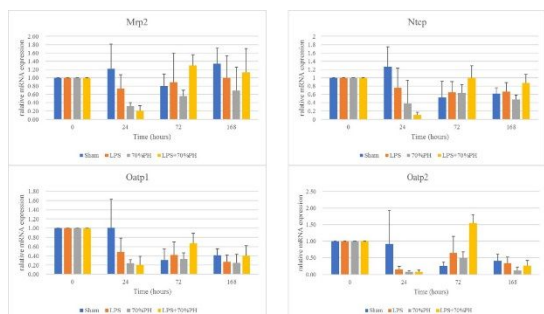 Mrp2
relative mRNA expression
2.00
1.80
1.60
1.40
1.20
1.00
0.80
0.60
0.40
0.20
0.00
0 24 72 168
Time (hours)
Sham LPS 70%PH LPS+70%PH
Ntcp
relative mRNA expression
2
1.8
1.6
1.4
1.2
1
0.8
0.6
0.4
0.2
0
0 24 72 168
Time (hours)
Sham LPS 70%PH LPS+70%PH
Oatp1
relative mRNA expression
1.80
1.60
1.40
1.20
1.00
0.80
0.60
0.40
0.20
0.00
0 24 72 168
Time (hours)
Sham LPS 70%PH LPS+70%PH
Oatp2
relative mRNA expression
2.50
2.00
1.50
1.00
0.50
0.00
0 24 72 168
Time (hours)
Sham LPS 70%PH LPS+70%PH